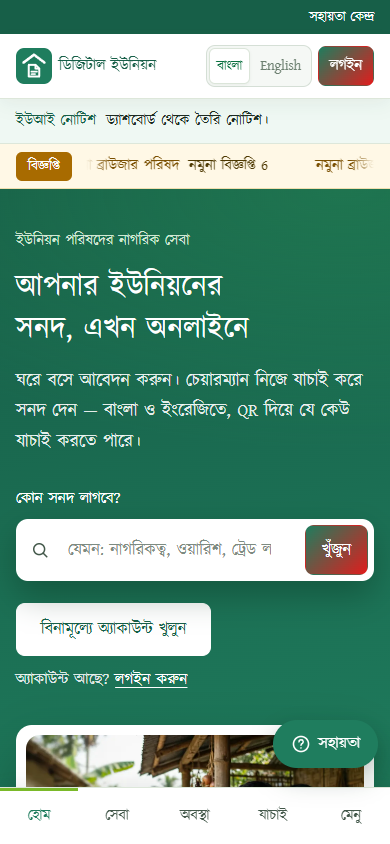 সহায়তা কেন্দ্র
ডিজিটাল ইউনিয়ন
বাংলা
English
লগইন
ইউআই নোটিশ ড্যাশবোর্ড থেকে তৈরি নোটিশ।
বিজ্ঞপ্তি
ব্রাউজার পরিষদ নমুনা বিজ্ঞপ্তি 6 নমুনা
ইউনিয়ন পরিষদের নাগরিক সেবা
আপনার ইউনিয়নের
সনদ, এখন অনলাইনে
ঘরে বসে আবেদন করুন। চেয়ারম্যান নিজে যাচাই করে
সনদ দেন — বাংলা ও ইংরেজিতে, QR দিয়ে যে কেউ
যাচাই করতে পারে।
কোন সনদ লাগবে?
যেমন: নাগরিকত্ব, ওয়ারিশ, ট্রেড ল
খুঁজুন
বিনামূল্যে অ্যাকাউন্ট খুলুন
অ্যাকাউন্ট আছে? লগইন করুন
সহায়তা
হোম
সেবা
অবস্থা
যাচাই
মেনু